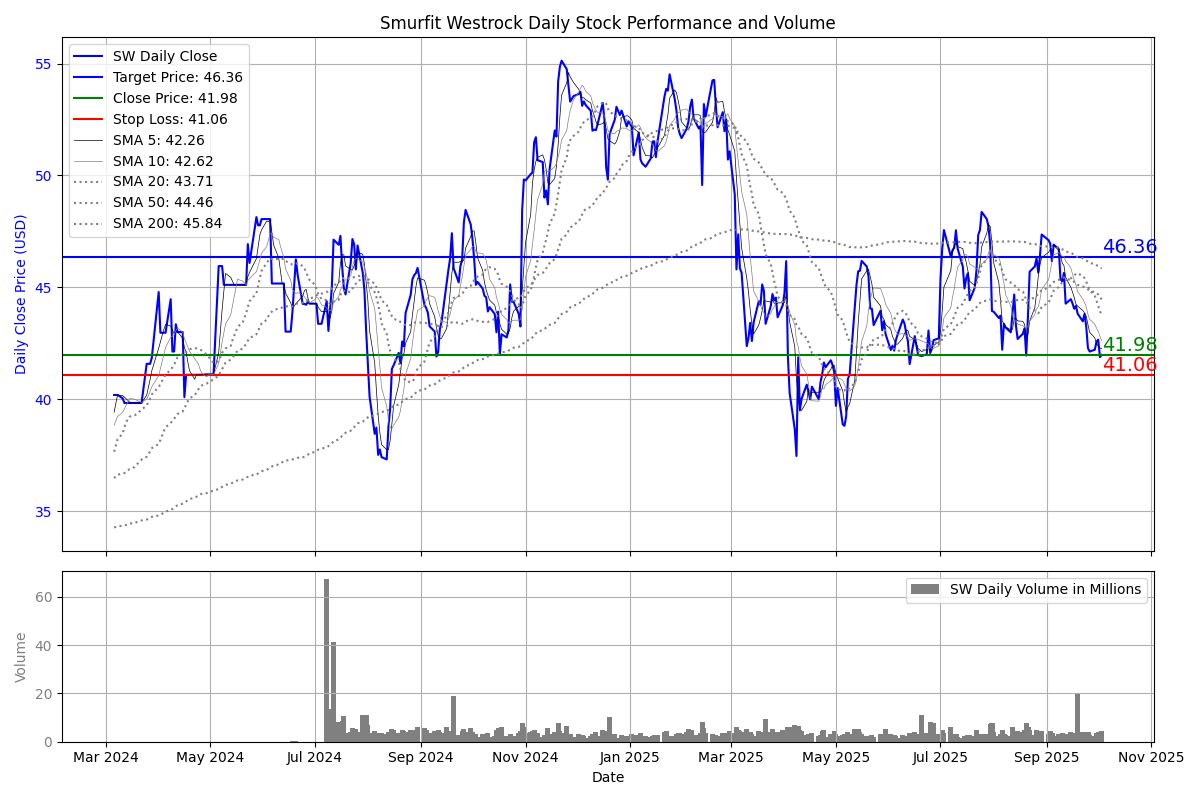 Smurfit Westrock Daily Stock Performance and Volume
SW Daily Close
Target Price: 46.36
Close Price: 41.98
Stop Loss: 41.06
SMA 5: 42.26
SMA 10: 42.62
SMA 20: 43.71
SMA 50: 44.46
SMA 200: 45.84
Daily Close Price (USD)
55
50
45
40
35
46.36
41.98
41.06
SW Daily Volume in Millions
Volume
60
40
20
0
Mar 2024 May 2024 Jul 2024 Sep 2024 Nov 2024 Jan 2025 Mar 2025 May 2025 Jul 2025 Sep 2025 Nov 2025
Date